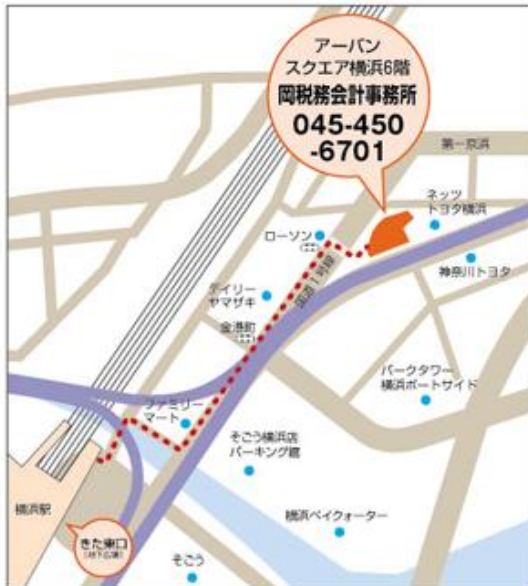 アーバン
スクエア横浜6階
岡税務会計事務所
045-450
-6701
第一京浜
ネッツ
トヨタ横浜
ローソン
神奈川トヨタ
デイリー
ヤマザキ
国道1号線
金港町
パークタワー
横浜ポートサイド
ファミリー
マート
そごう横浜店
パーキング館
横浜駅
きた東口
(地下広場)
横浜ベイクォーター
そごう